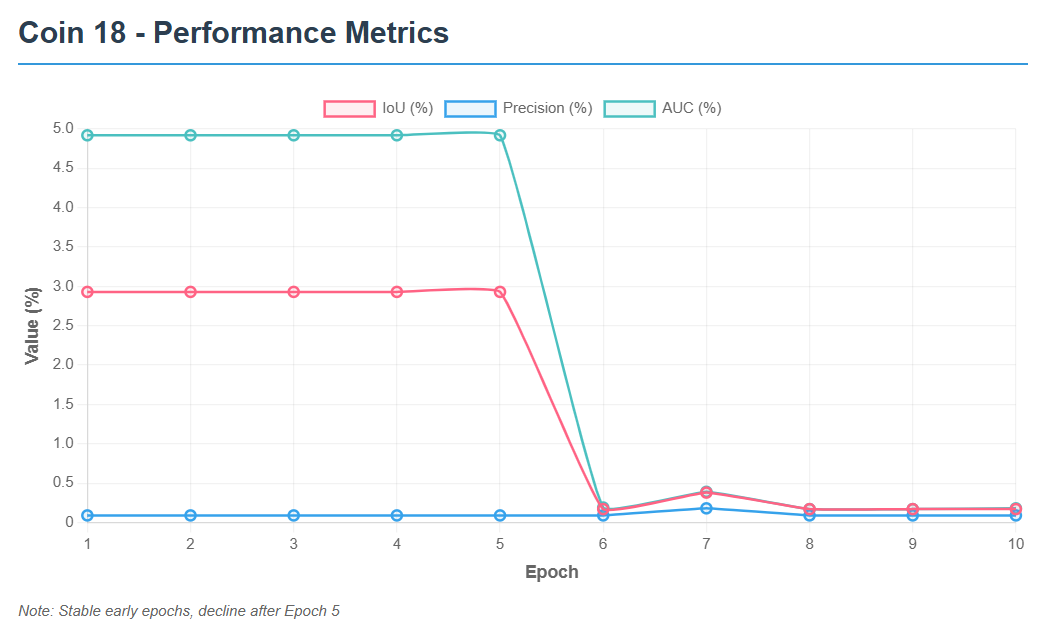 Coin 18 - Performance Metrics
IoU (%) Precision (%) AUC (%)
5.0
4.5
4.0
3.5
3.0
2.5
2.0
1.5
1.0
0.5
0
Value (%)
1 2 3 4 5 6 7 8 9 10
Epoch
Note: Stable early epochs, decline after Epoch 5